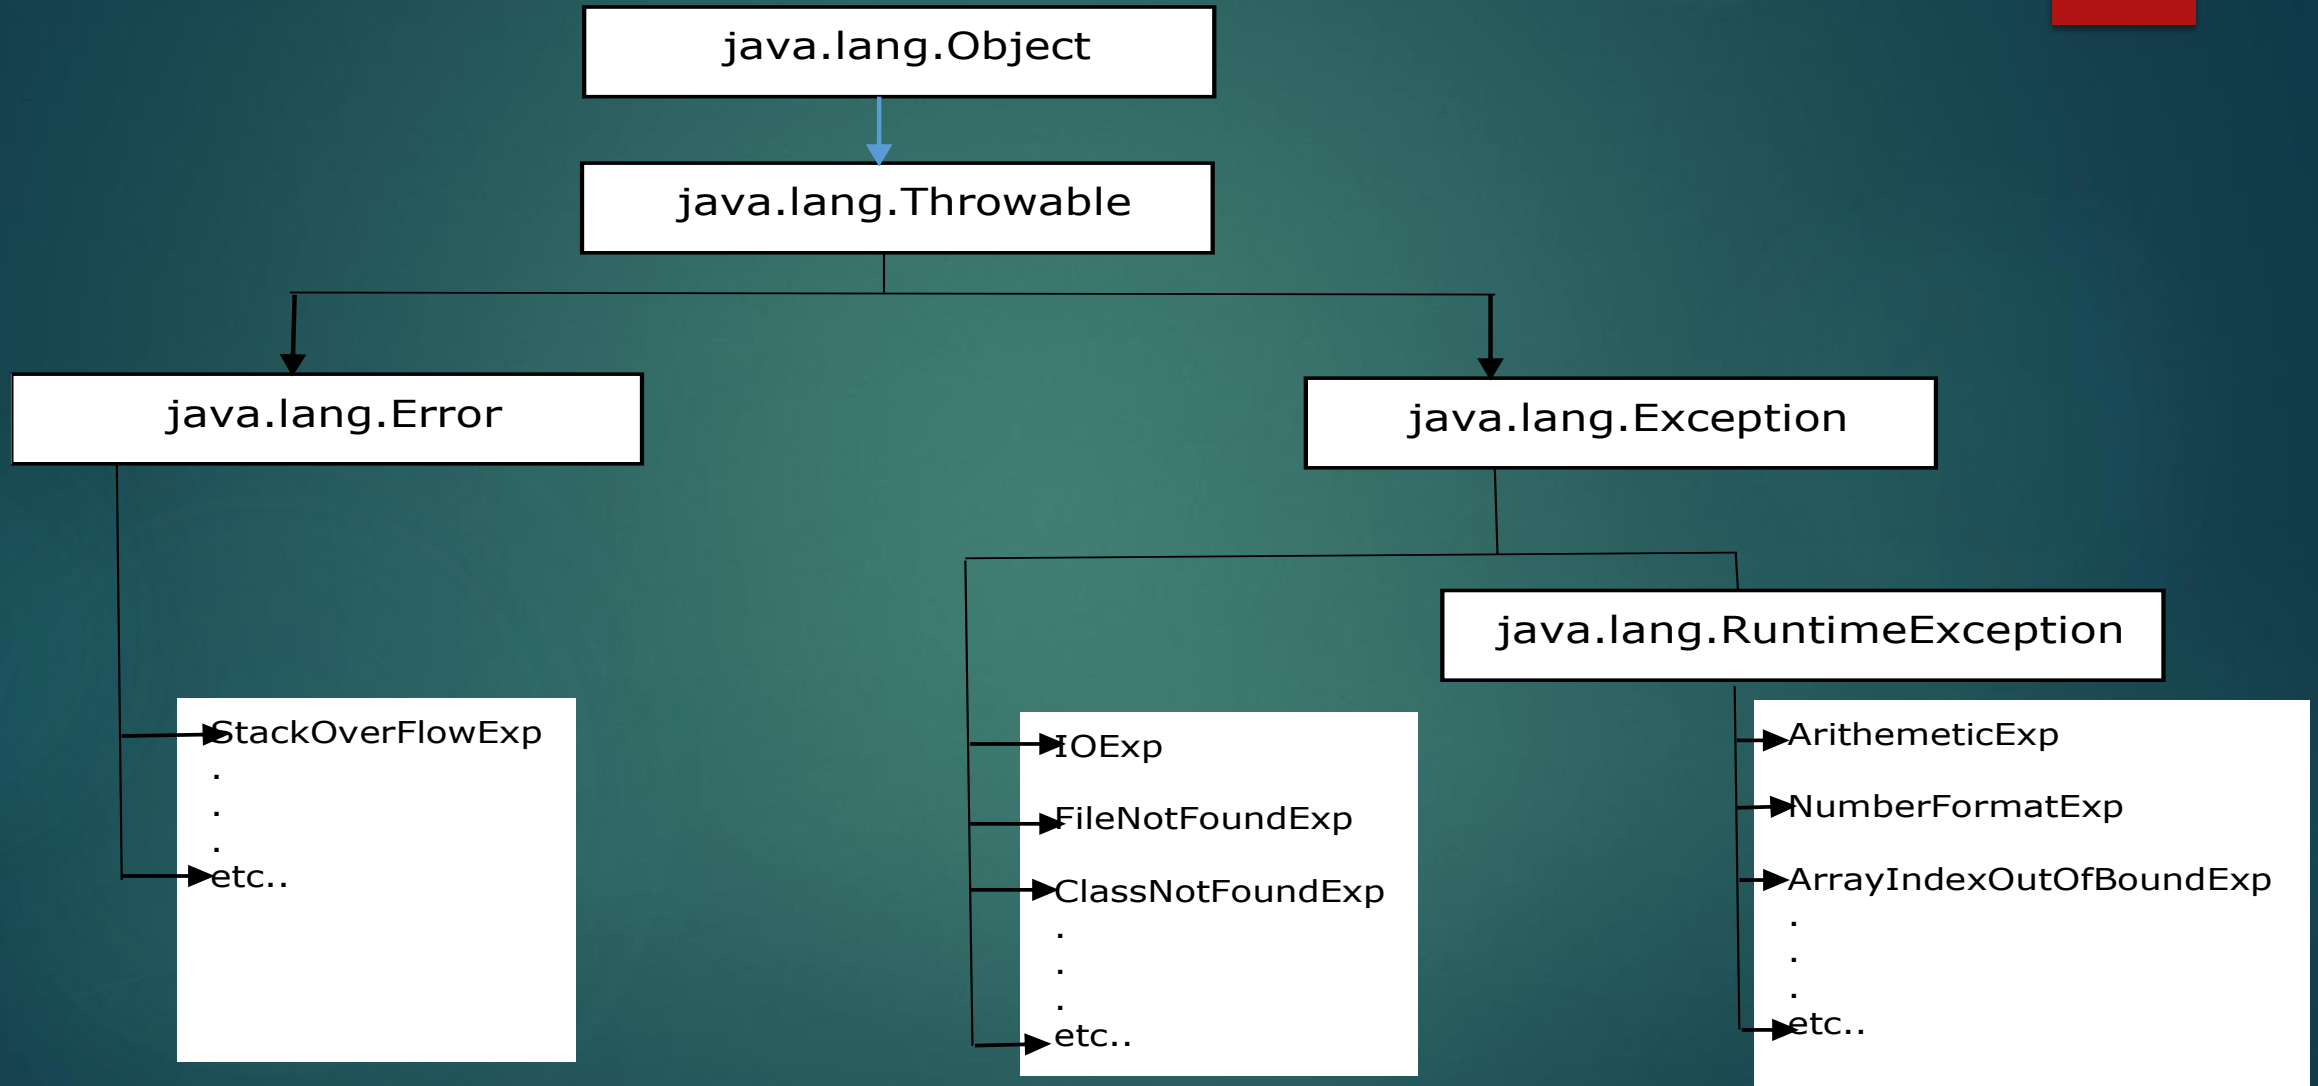 java.lang.Object
java.lang.Throwable
java.lang.Error
java.lang.Exception
java.lang.RuntimeException
StackOverFlowExp
.
.
.
etc..
IOExp
FileNotFoundExp
ClassNotFoundExp
.
.
.
etc..
ArithemeticExp
NumberFormatExp
ArrayIndexOutOfBoundExp
.
.
.
etc..